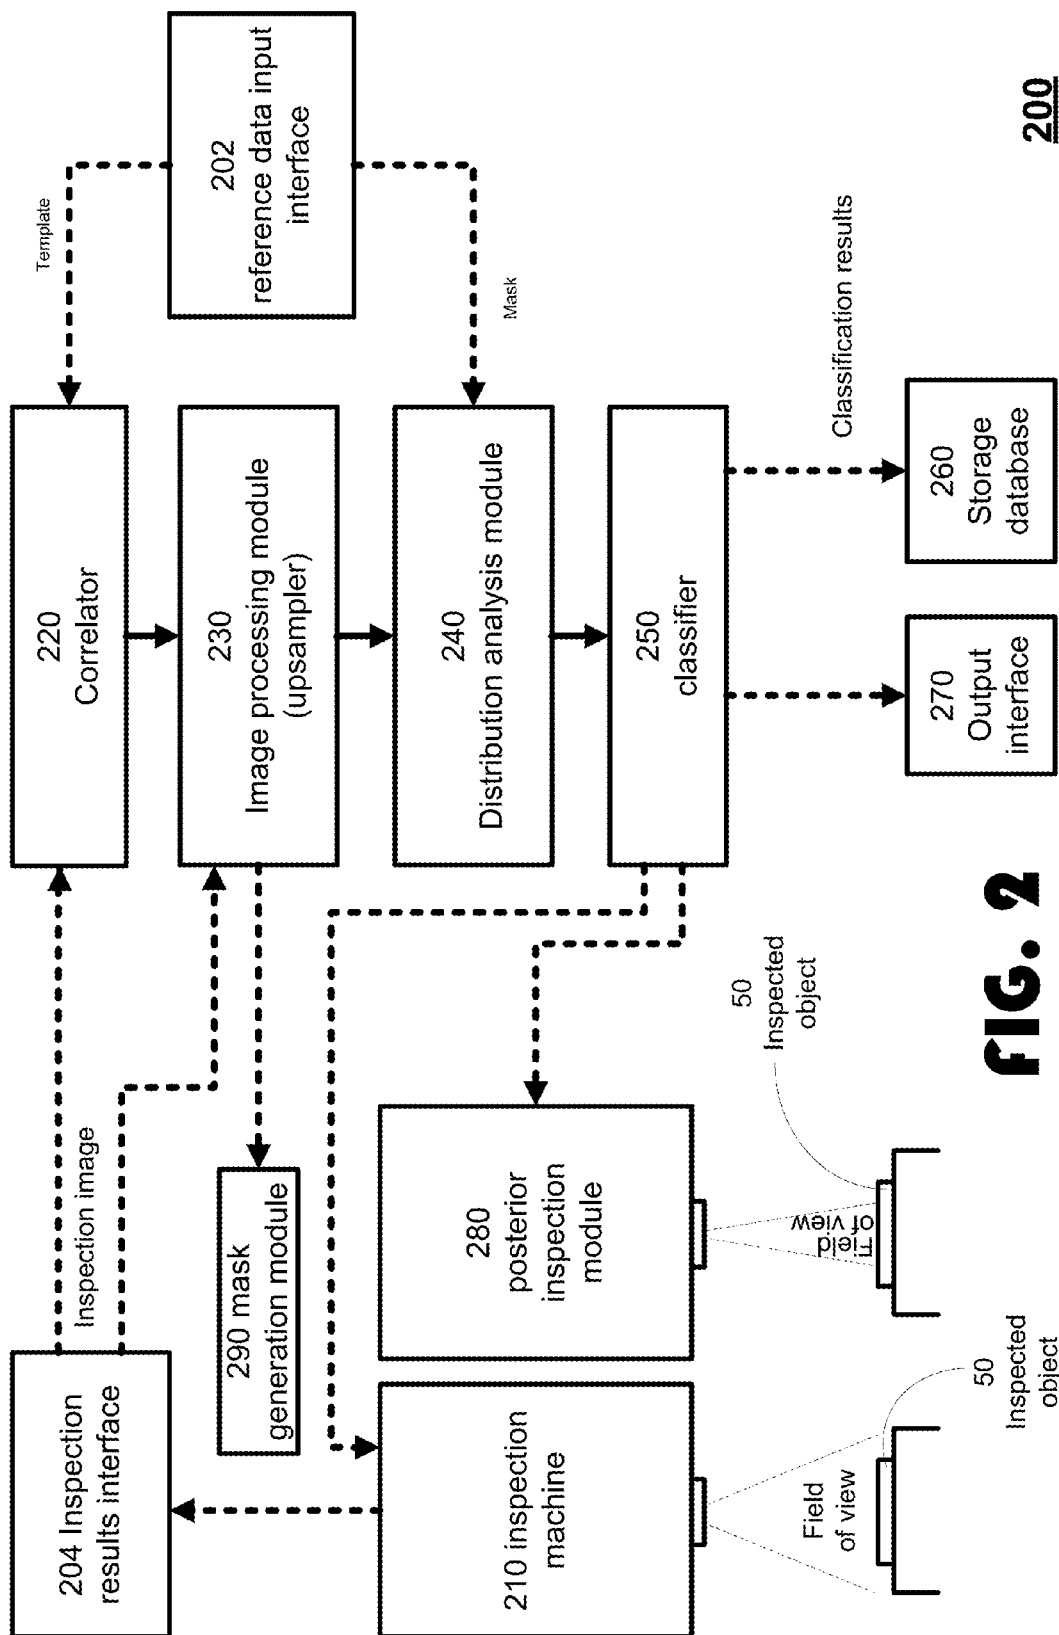 204 Inspection
results interface
Inspection image
220
Correlator
Template
202
reference data input
interface
Mask
230
Image processing module
(upsampler)
290 mask
generation module
240
Distribution analysis module
210 inspection
machine
280
posterior
inspection
module
250
classifier
Classification results
Field
of view
50
Inspected
object
Field
of view
50
Inspected
object
270
Output
interface
260
Storage
database
FIG. 2
200